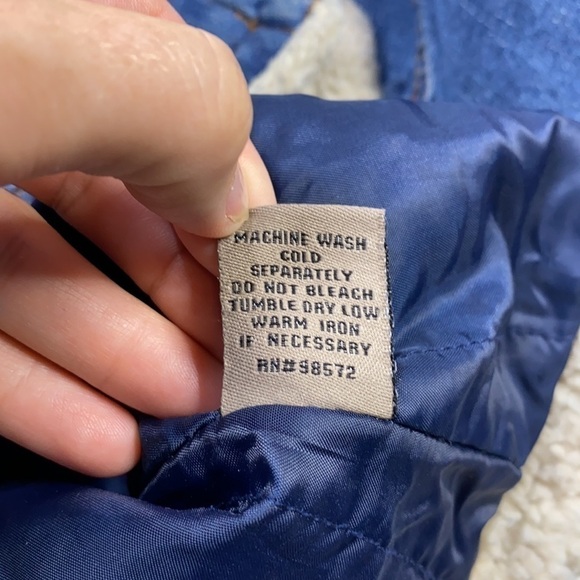 MACHINE WASH
COLD
SEPARATELY
DO NOT BLEACH
TUMBLE DRY LOW
WARM IRON
IF NECESSARY
RN#98572